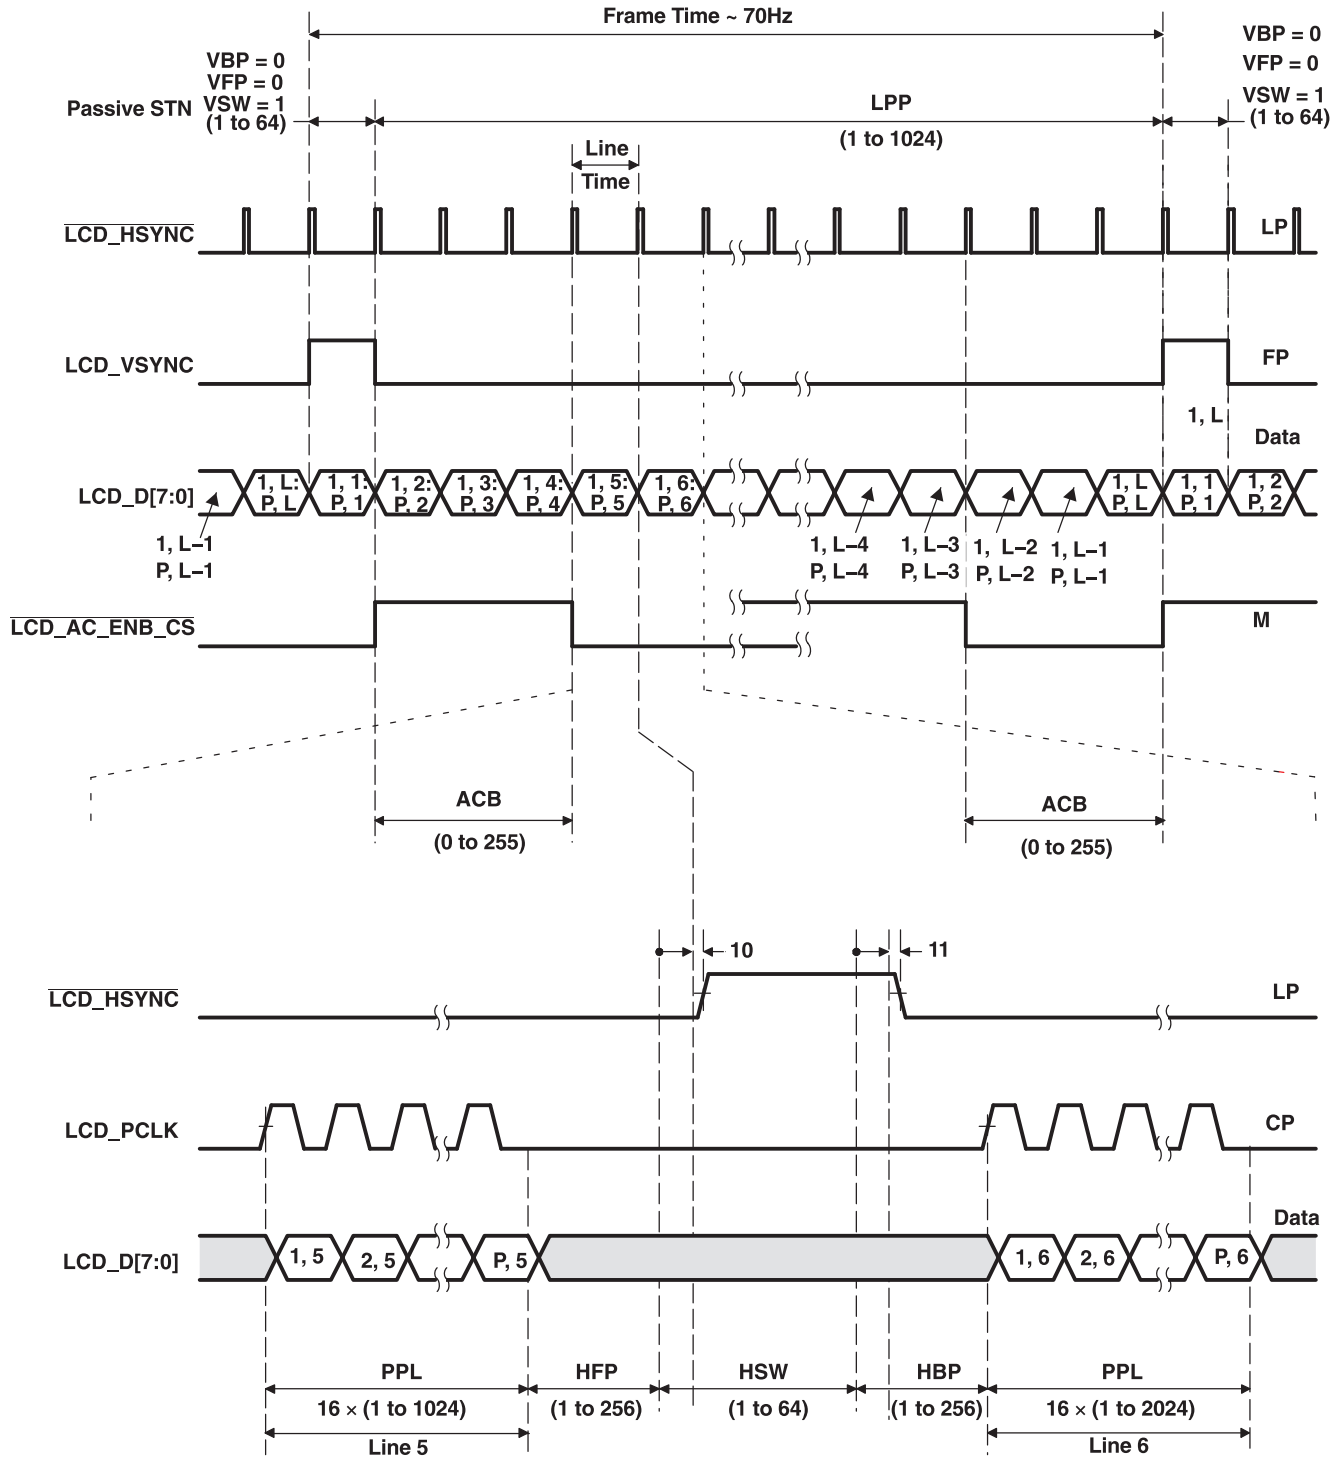 Frame Time ~ 70Hz
VBP = 0
VFP = 0
VSW = 1
(1 to 64)
VBP = 0
VFP = 0
VSW = 1
(1 to 64)
Passive STN
LPP
(1 to 1024)
Line
Time
LCD_HSYNC
LP
LCD_VSYNC
FP
1, L
Data
LCD_D[7:0]
1, L:
P, L
1, 1:
P, 1
1, 2:
P, 2
1, 3:
P, 3
1, 4:
P, 4
1, 5:
P, 5
1, 6:
P, 6
1, L
P, L
1, 1
P, 1
1, 2
P, 2
1, L–1
P, L–1
1, L–4
P, L–4
1, L–3
P, L–3
1, L–2
P, L–2
1, L–1
P, L–1
LCD_AC_ENB_CS
M
ACB
(0 to 255)
ACB
(0 to 255)
10
11
LCD_HSYNC
LP
LCD_PCLK
CP
Data
LCD_D[7:0]
1, 5
2, 5
P, 5
1, 6
2, 6
P, 6
PPL
HFP
HSW
HBP
PPL
16 × (1 to 1024)
(1 to 256)
(1 to 64)
(1 to 256)
16 × (1 to 2024)
Line 5
Line 6